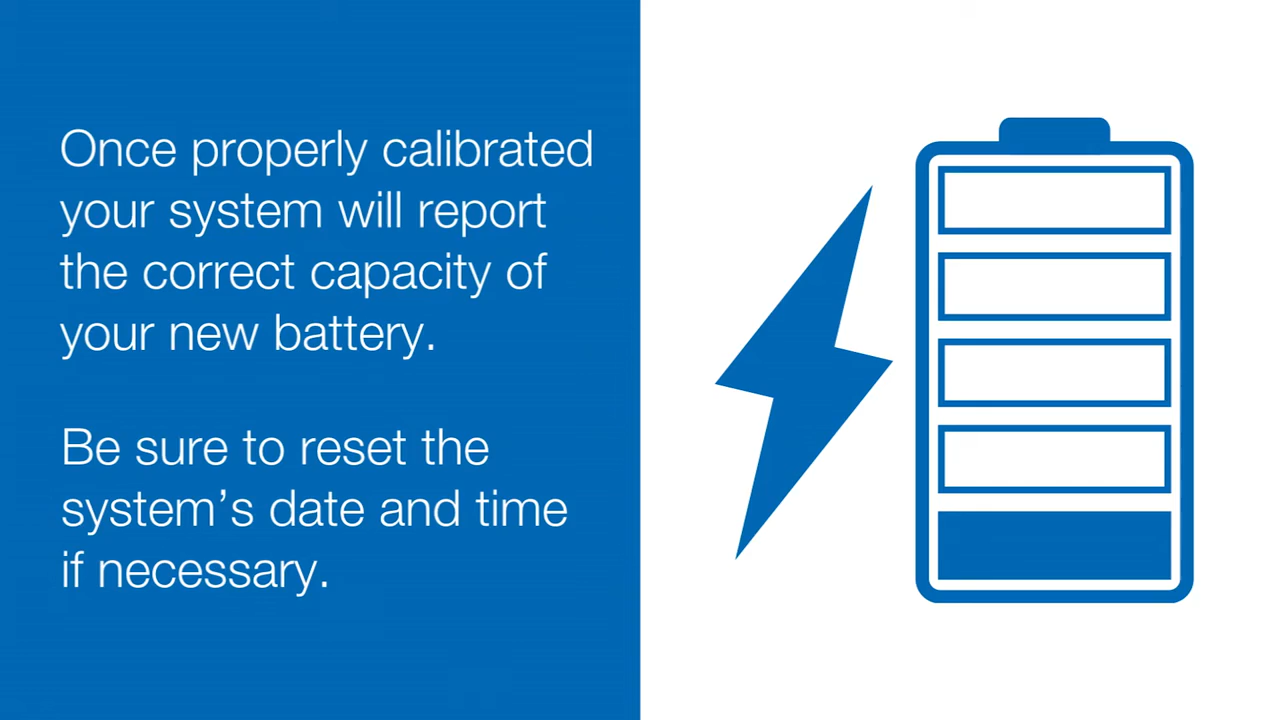 Once properly calibrated
your system will report
the correct capacity of
your new battery.
Be sure to reset the
system’s date and time
if necessary.